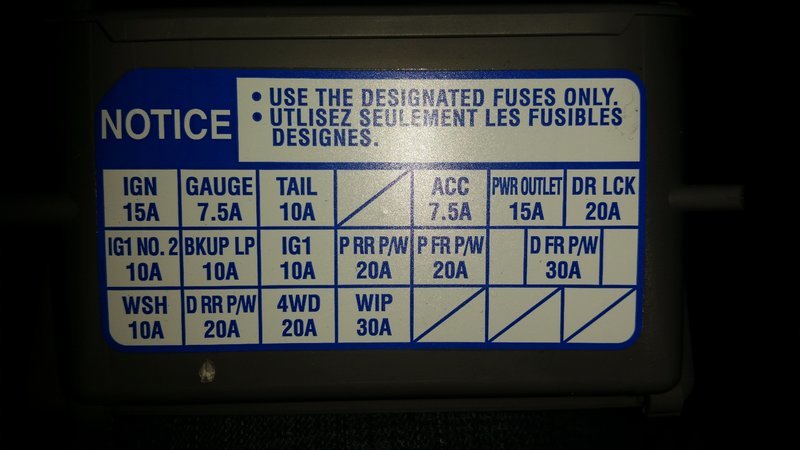 NOTICE
• USE THE DESIGNATED FUSES ONLY.
• UTLISEZ SEULEMENT LES FUSIBLES
DESIGNES.
IGN GAUGE TAIL ACC PWR OUTLET DR LCK
15A 7.5A 10A 7.5A 15A 20A
IG1 NO. 2 BKUP LP IG1 P RR P/W P FR P/W D FR P/W
10A 10A 10A 20A 20A 30A
WSH D RR P/W 4WD WIP
10A 20A 20A 30A